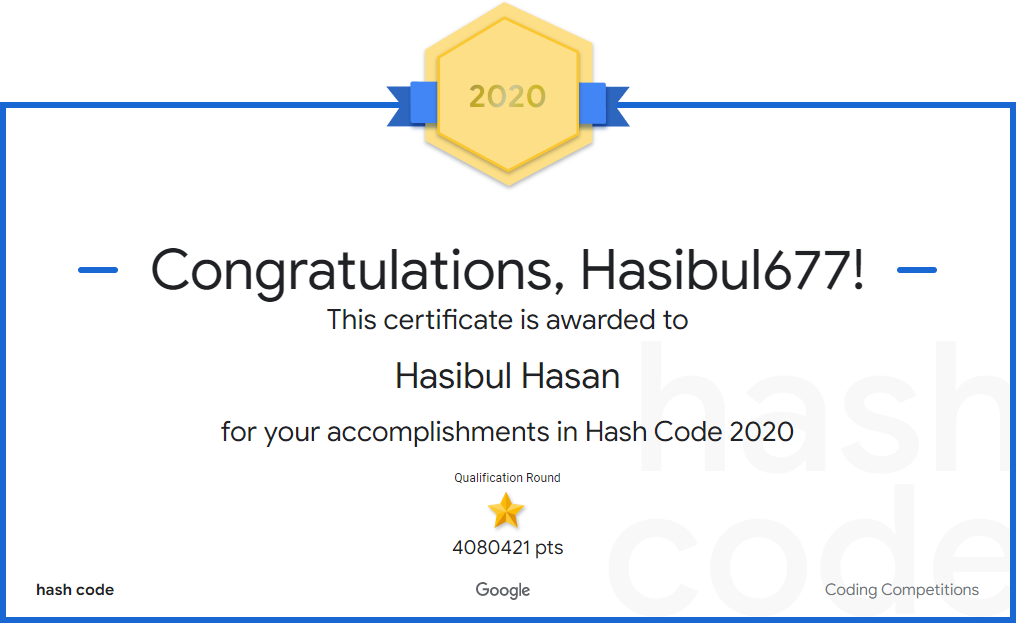 2020
Congratulations, Hasibul677!
This certificate is awarded to
Hasibul Hasan
for your accomplishments in Hash Code 2020
Qualification Round
4080421 pts
hash
code
hash code
Google
Coding Competitions